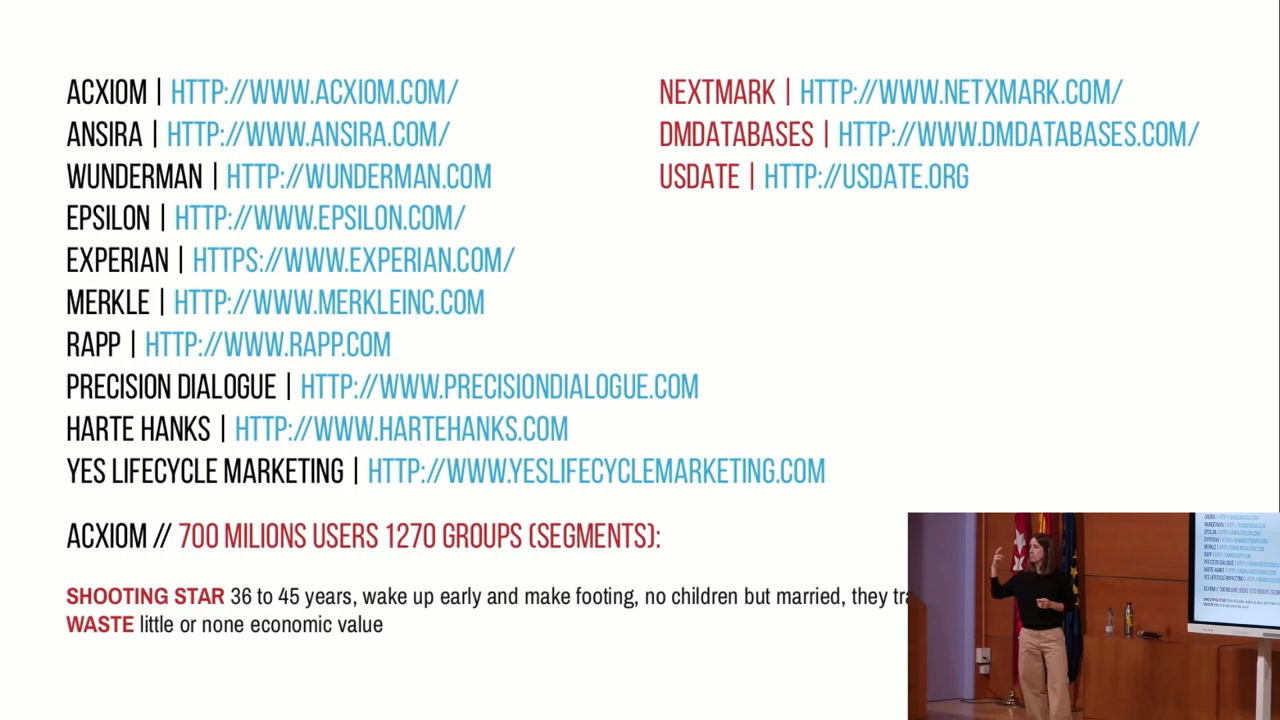 ACXIOM | HTTP://WWW.ACXIOM.COM/
ANSIRA | HTTP://WWW.ANSIRA.COM/
WUNDERMAN | HTTP://WUNDERMAN.COM
EPSILON | HTTP://WWW.EPSILON.COM/
EXPERIAN | HTTPS://WWW.EXPERIAN.COM/
MERKLE | HTTP://WWW.MERKLEINC.COM
RAPP | HTTP://WWW.RAPP.COM
PRECISION DIALOGUE | HTTP://WWW.PRECISIONDIALOGUE.COM
HARTE HANKS | HTTP://WWW.HARTEHANKS.COM
YES LIFECYCLE MARKETING | HTTP://WWW.YESLIFECYCLEMARKETING.COM
NEXTMARK | HTTP://WWW.NETXMARK.COM/
DMDATABASES | HTTP://WWW.DMDATABASES.COM/
USDATE | HTTP://USDATE.ORG
ACXIOM // 700 MILIONS USERS 1270 GROUPS (SEGMENTS):
SHOOTING STAR 36 to 45 years, wake up early and make footing, no children but married, they
WASTE little or none economic value